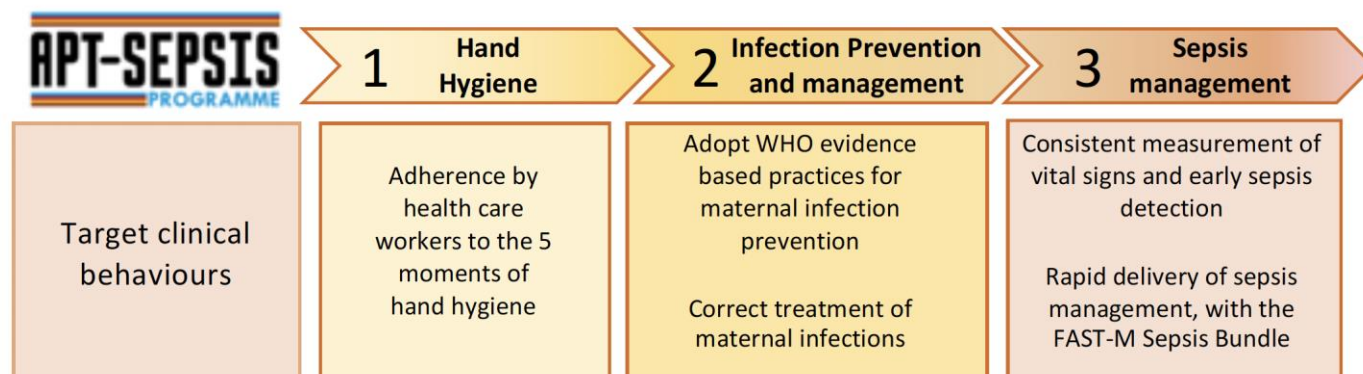 APT-SEPSIS
PROGRAMME
1
Hand
Hygiene
2
Infection Prevention
and management
3
Sepsis
management
Target clinical
behaviours
Adherence by
health care
workers to the 5
moments of
hand hygiene
Adopt WHO evidence
based practices for
maternal infection
prevention
Correct treatment of
maternal infections
Consistent measurement of
vital signs and early sepsis
detection
Rapid delivery of sepsis
management, with the
FAST-M Sepsis Bundle